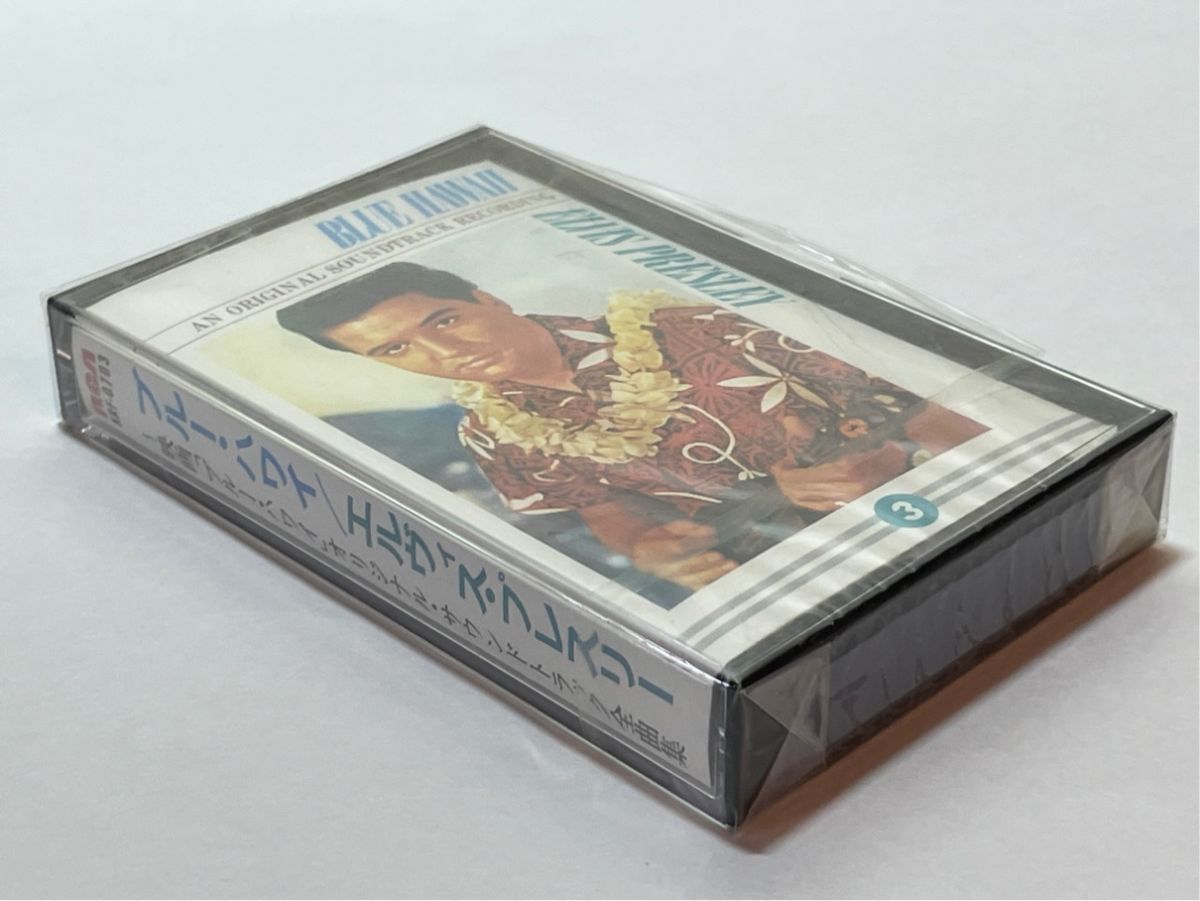 BLUE HAWAII
AN ORIGINAL SOUNDTRACK RECORDING
ELVIS PRESLEY
3
RCA
ブルー・ハワイ/エルヴィス・プレスリー
映画「ブルー・ハワイ」オリジナル・サウンドトラック全曲集